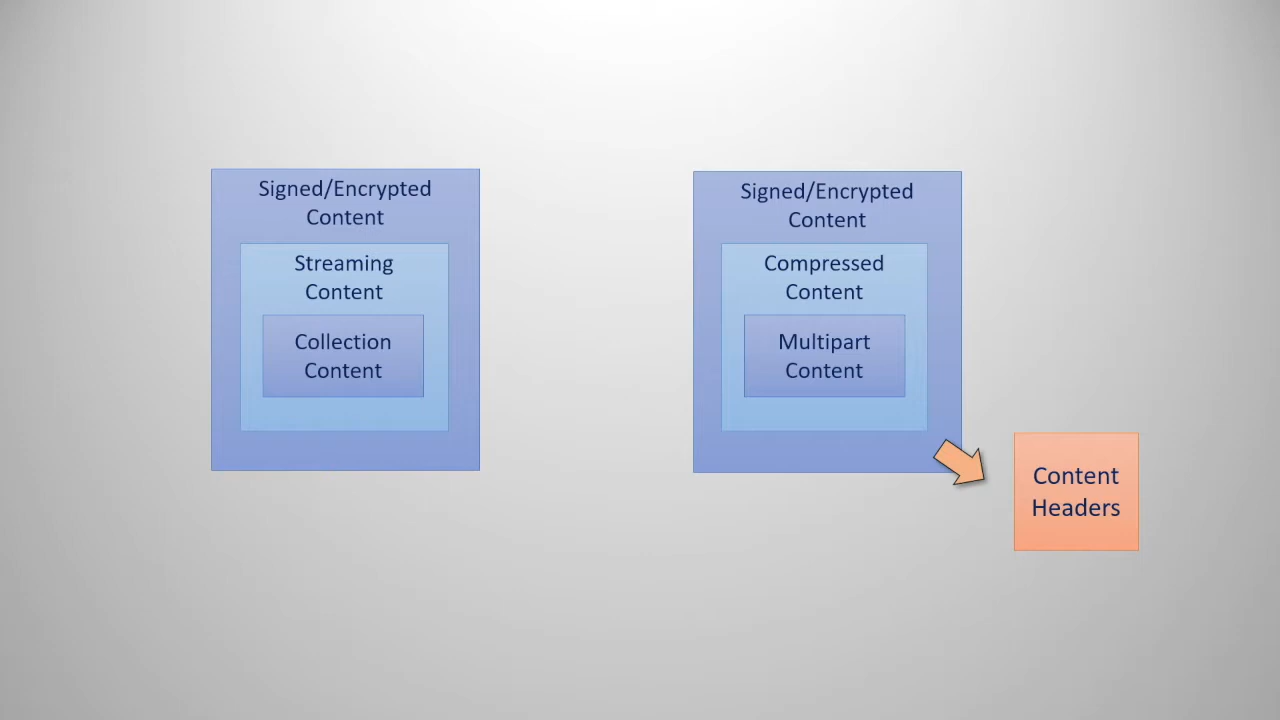 Signed/Encrypted
Content
Streaming
Content
Collection
Content
Signed/Encrypted
Content
Compressed
Content
Multipart
Content
Content
Headers